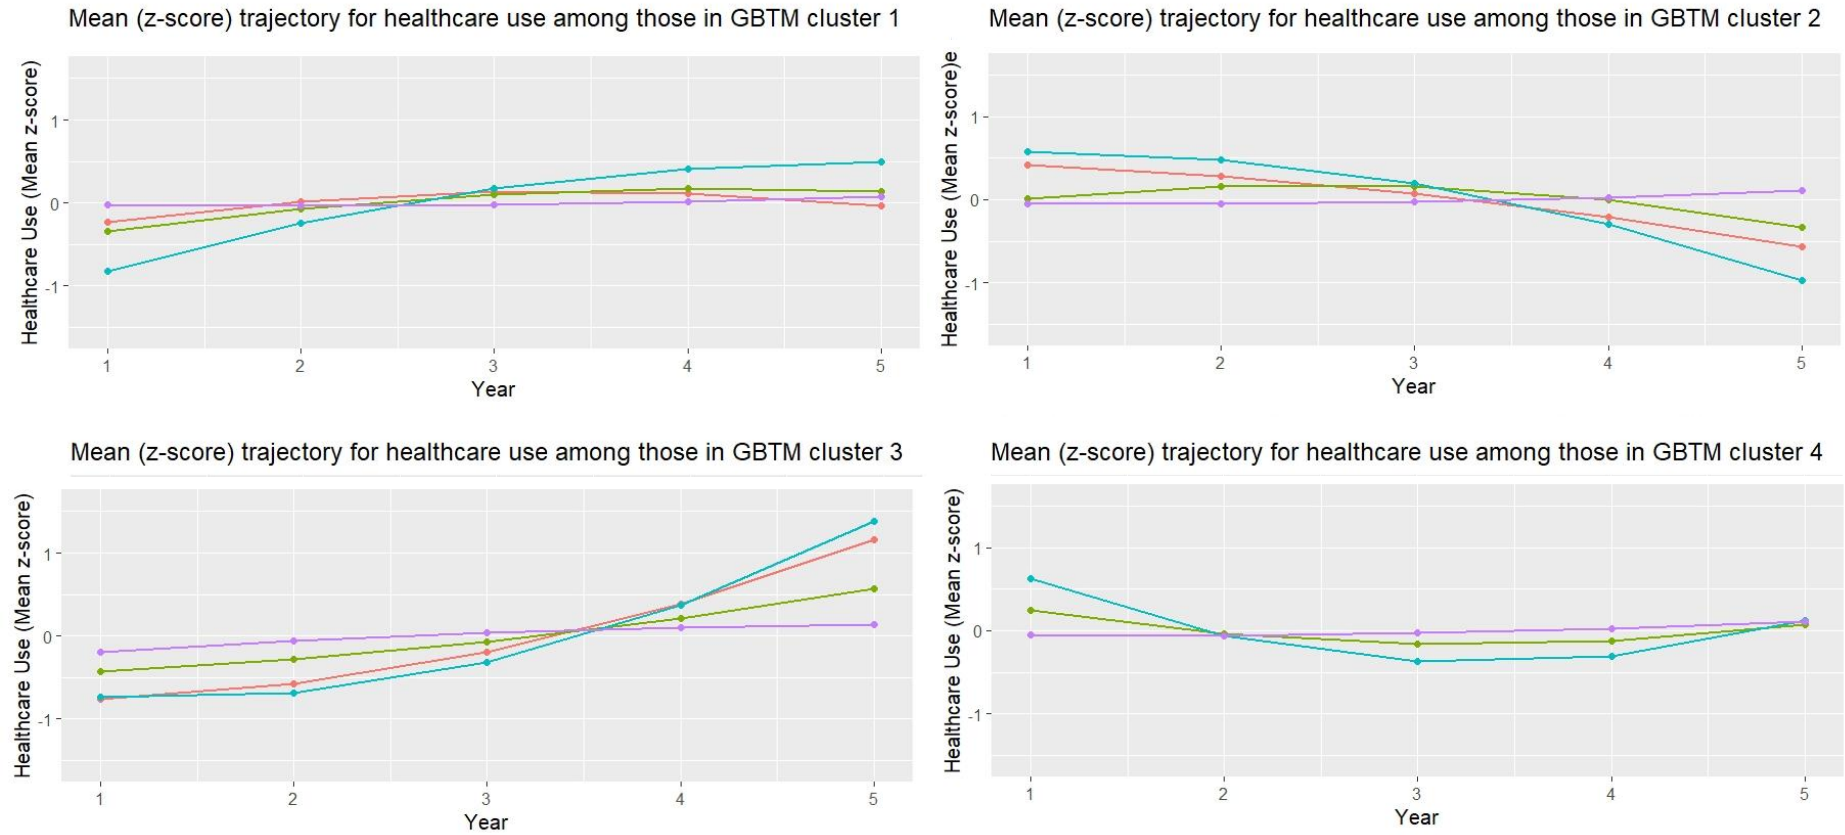 Mean (z-score) trajectory for healthcare use among those in GBTM cluster 1
Healthcare Use (Mean z-score)
1
0
-1
1 2 3 4 5
Year
Mean (z-score) trajectory for healthcare use among those in GBTM cluster 2
Healthcare Use (Mean z-score)e
1
0
-1
1 2 3 4 5
Year
Mean (z-score) trajectory for healthcare use among those in GBTM cluster 3
Healthcare Use (Mean z-score)
1
0
-1
1 2 3 4 5
Year
Mean (z-score) trajectory for healthcare use among those in GBTM cluster 4
Healthcare Use (Mean z-score)
1
0
-1
1 2 3 4 5
Year